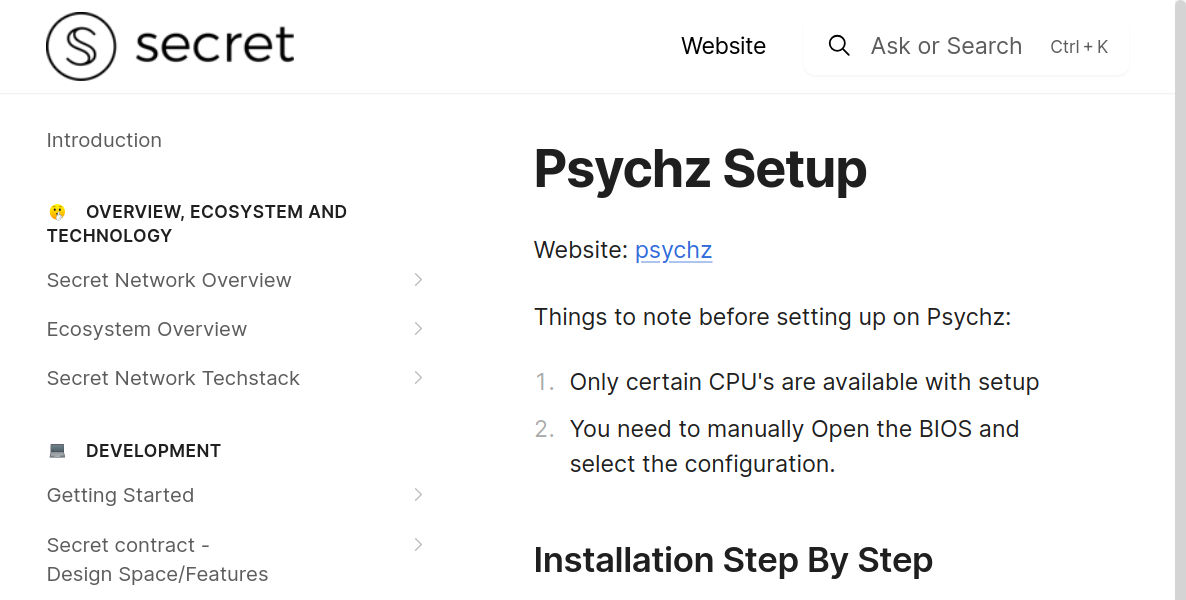 secret
Website
Ask or Search
Ctrl + K
Introduction
🤫 OVERVIEW, ECOSYSTEM AND
TECHNOLOGY
Secret Network Overview
Ecosystem Overview
Secret Network Techstack
💻 DEVELOPMENT
Getting Started
Secret contract -
Design Space/Features
Psychz Setup
Website: psychz
Things to note before setting up on Psychz:
1. Only certain CPU's are available with setup
2. You need to manually Open the BIOS and
select the configuration.
Installation Step By Step